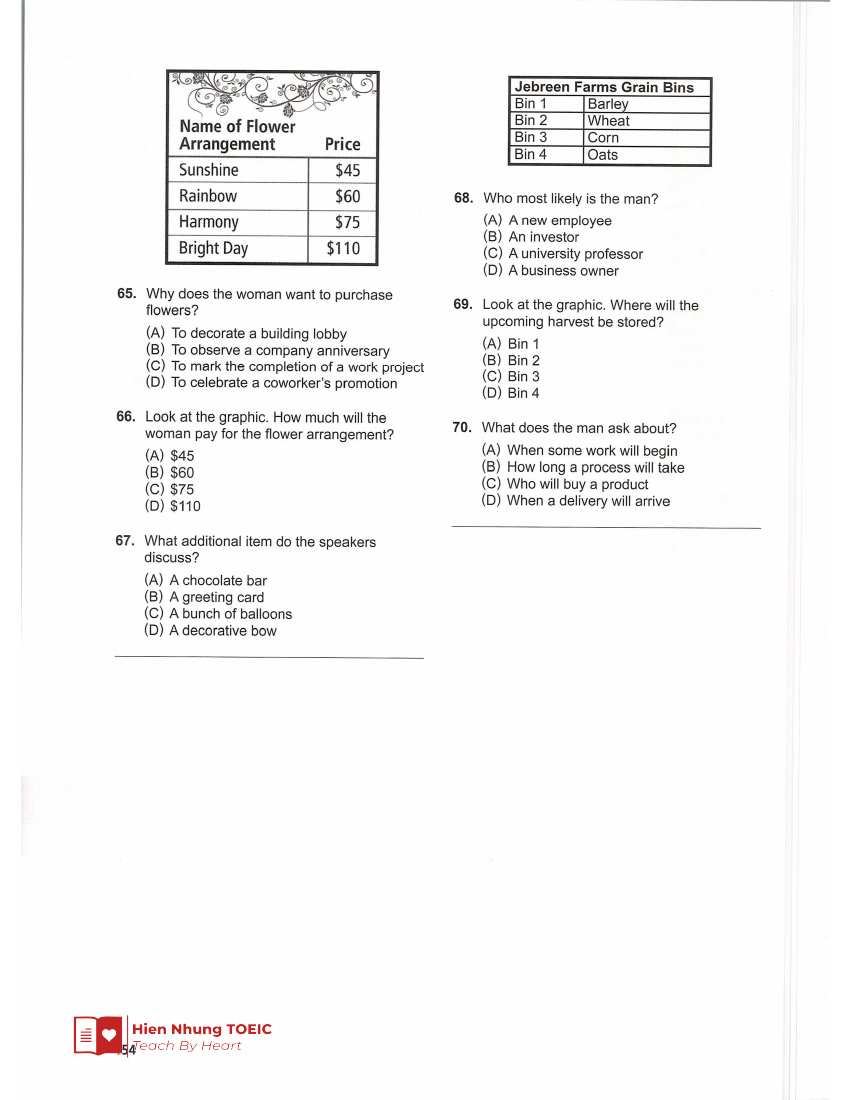 Name of Flower
Arrangement Price
Sunshine $45
Rainbow $60
Harmony $75
Bright Day $110
65. Why does the woman want to purchase
flowers?
(A) To decorate a building lobby
(B) To observe a company anniversary
(C) To mark the completion of a work project
(D) To celebrate a coworker's promotion
66. Look at the graphic. How much will the
woman pay for the flower arrangement?
(A) $45
(B) $60
(C) $75
(D) $110
67. What additional item do the speakers
discuss?
(A) A chocolate bar
(B) A greeting card
(C) A bunch of balloons
(D) A decorative bow
Jebreen Farms Grain Bins
Bin 1 Barley
Bin 2 Wheat
Bin 3 Corn
Bin 4 Oats
68. Who most likely is the man?
(A) A new employee
(B) An investor
(C) A university professor
(D) A business owner
69. Look at the graphic. Where will the
upcoming harvest be stored?
(A) Bin 1
(B) Bin 2
(C) Bin 3
(D) Bin 4
70. What does the man ask about?
(A) When some work will begin
(B) How long a process will take
(C) Who will buy a product
(D) When a delivery will arrive
Hien Nhung TOEIC
Teach By Heart
54